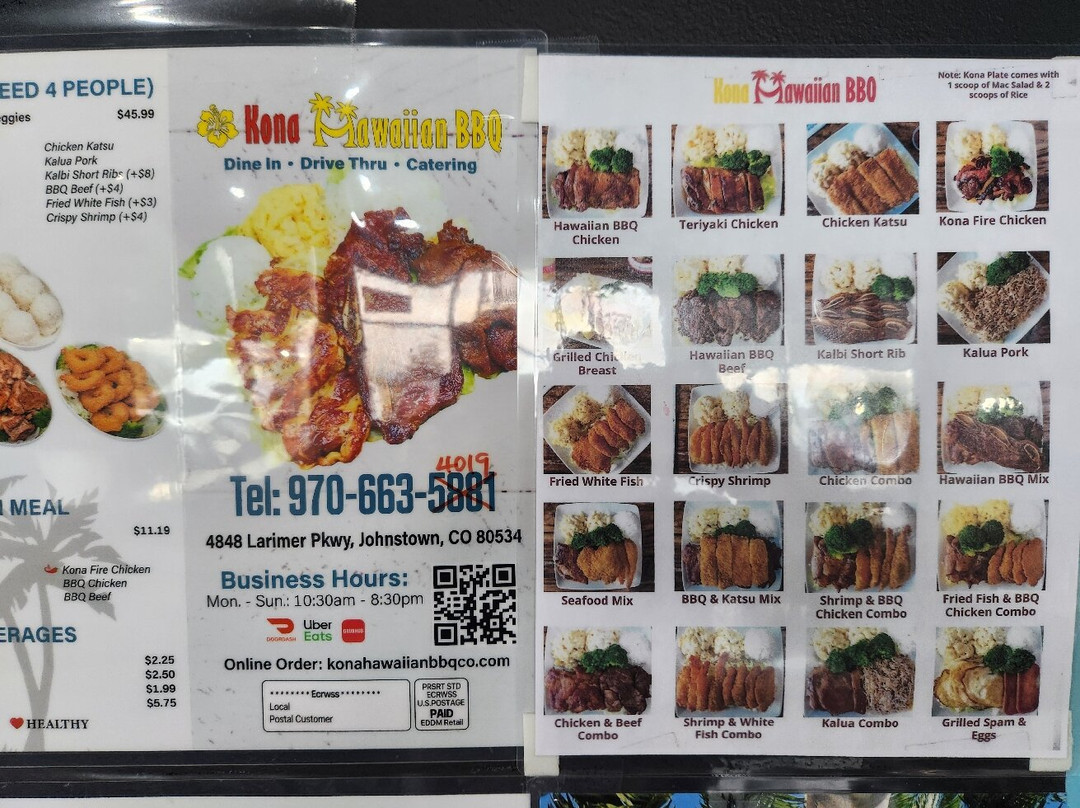 EED 4 PEOPLE)
eggies $45.99
Chicken Katsu
Kalua Pork
Kalbi Short Ribs (+$8)
BBQ Beef (+$4)
Fried White Fish (+$3)
Crispy Shrimp (+$4)
MEAL
$11.19
Kona Fire Chicken
BBQ Chicken
BBQ Beef
ERAGES
$2.25
$2.50
$1.99
$5.75
HEALTHY
Kona Hawaiian BBQ
Dine In • Drive Thru • Catering
4019
Tel: 970-663-5881
4848 Larimer Pkwy, Johnstown, CO 80534
Business Hours:
Mon. - Sun.: 10:30am - 8:30pm
DOORDASH
Uber
Eats
GRUBHUB
Online Order: konahawaiianbbqco.com
********Ecrwss********
Local
Postal Customer
PRSRT STD
ECRWSS
U.S.POSTAGE
PAID
EDDM Retail
Kona Hawaiian BBQ
Note: Kona Plate comes with
1 scoop of Mac Salad & 2
scoops of Rice
Hawaiian BBQ
Chicken
Teriyaki Chicken
Chicken Katsu
Kona Fire Chicken
Grilled Chicken
Breast
Hawaiian BBQ
Beef
Kalbi Short Rib
Kalua Pork
Fried White Fish
Crispy Shrimp
Chicken Combo
Hawaiian BBQ Mix
Seafood Mix
BBQ & Katsu Mix
Shrimp & BBQ
Chicken Combo
Fried Fish & BBQ
Chicken Combo
Chicken & Beef
Combo
Shrimp & White
Fish Combo
Kalua Combo
Grilled Spam &
Eggs